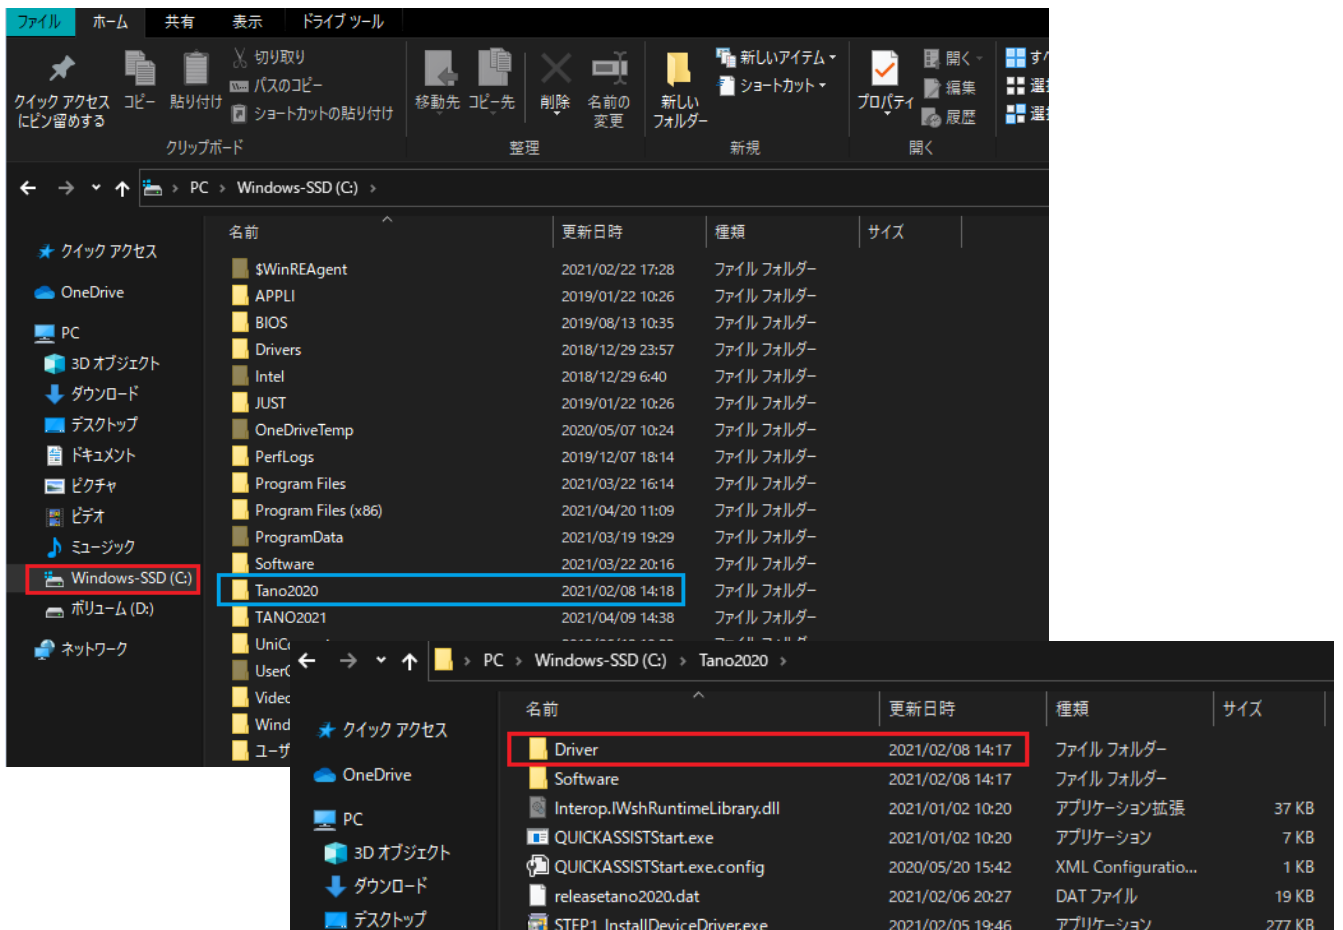 ファイル ホーム 共有 表示 ドライブ ツール
クイック アクセス
にピン留めする
コピー
貼り付け
切り取り
パスのコピー
ショートカットの貼り付け
移動先
コピー先
削除
名前の
変更
新しい
フォルダー
新しいアイテム
ショートカット
プロパティ
開く
編集
履歴
クリップボード 整理 新規 開く
PC Windows-SSD (C:)
名前 更新日時 種類 サイズ
クイック アクセス
OneDrive
PC
3D オブジェクト
ダウンロード
デスクトップ
ドキュメント
ピクチャ
ビデオ
ミュージック
Windows-SSD (C:)
ボリューム (D:)
ネットワーク
$WinREAgent 2021/02/22 17:28 ファイル フォルダー
APPLI 2019/01/22 10:26 ファイル フォルダー
BIOS 2019/08/13 10:35 ファイル フォルダー
Drivers 2018/12/29 23:57 ファイル フォルダー
Intel 2018/12/29 6:40 ファイル フォルダー
JUST 2019/01/22 10:26 ファイル フォルダー
OneDriveTemp 2020/05/07 10:24 ファイル フォルダー
PerfLogs 2019/12/07 18:14 ファイル フォルダー
Program Files 2021/03/22 16:14 ファイル フォルダー
Program Files (x86) 2021/04/20 11:09 ファイル フォルダー
ProgramData 2021/03/19 19:29 ファイル フォルダー
Software 2021/03/22 20:16 ファイル フォルダー
Tano2020 2021/02/08 14:18 ファイル フォルダー
TANO2021 2021/04/09 14:38 ファイル フォルダー
PC Windows-SSD (C:) Tano2020
名前 更新日時 種類 サイズ
クイック アクセス
OneDrive
PC
3D オブジェクト
ダウンロード
デスクトップ
Driver 2021/02/08 14:17 ファイル フォルダー
Software 2021/02/08 14:17 ファイル フォルダー
Interop.IWshRuntimeLibrary.dll 2021/01/02 10:20 アプリケーション拡張 37 KB
QUICKASSISTStart.exe 2021/01/02 10:20 アプリケーション 7 KB
QUICKASSISTStart.exe.config 2020/05/20 15:42 XML Configuratio... 1 KB
releasetano2020.dat 2021/02/06 20:27 DAT ファイル 19 KB
STEP1_InstallDeviceDriver.exe 2021/02/05 19:46 アプリケーション 277 KB